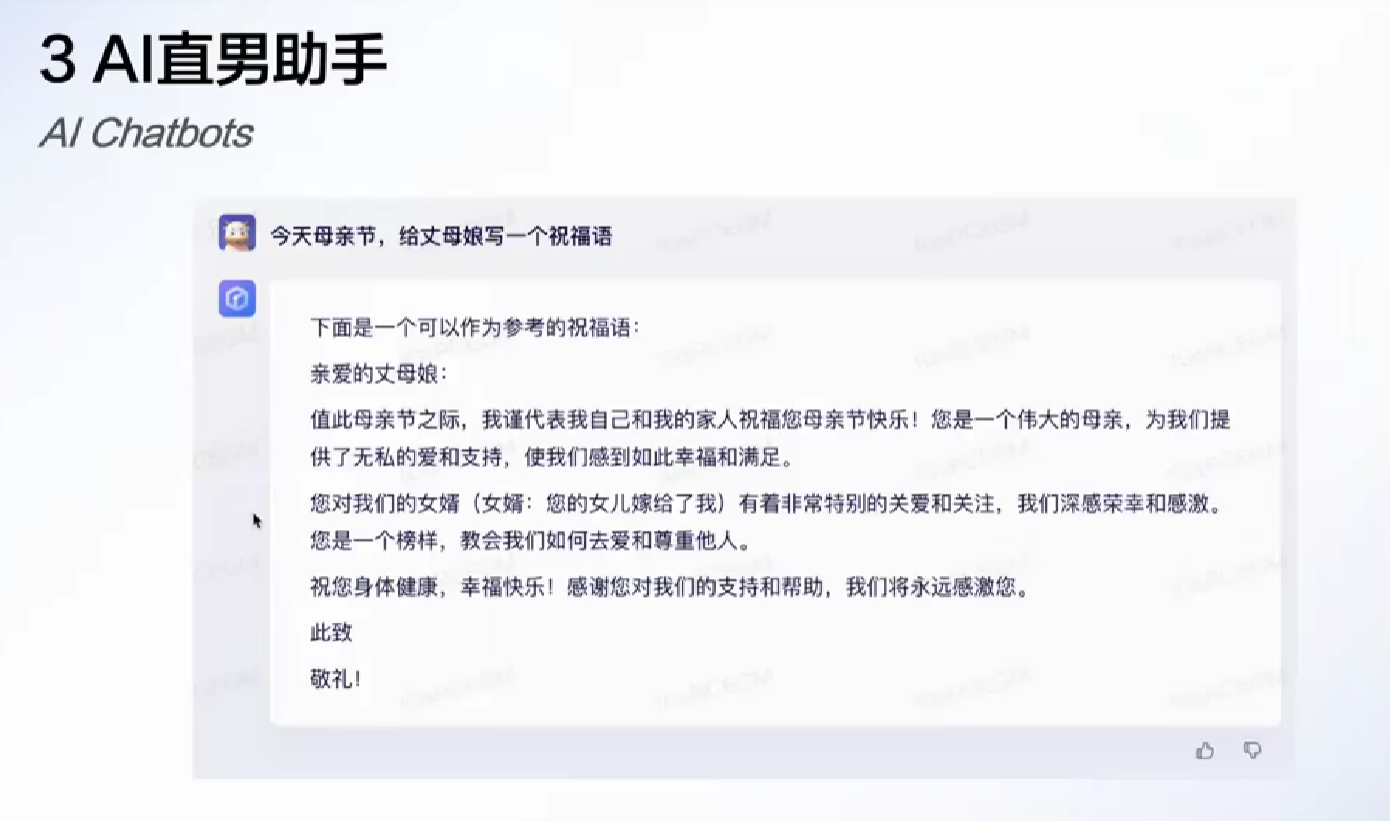 3 AI直男助手
AI Chatbots
今天母亲节，给丈母娘写一个祝福语
下面是一个可以作为参考的祝福语：
亲爱的丈母娘：
值此母亲节之际，我谨代表我自己和我的家人祝福您母亲节快乐！您是一个伟大的母亲，为我们提
供了无私的爱和支持，使我们感到如此幸福和满足。
您对我们的女婿（女婿：您的女儿嫁给了我）有着非常特别的关爱和关注，我们深感荣幸和感激。
您是一个榜样，教会我们如何去爱和尊重他人。
祝您身体健康，幸福快乐！感谢您对我们的支持和帮助，我们将永远感激您。
此致
敬礼！